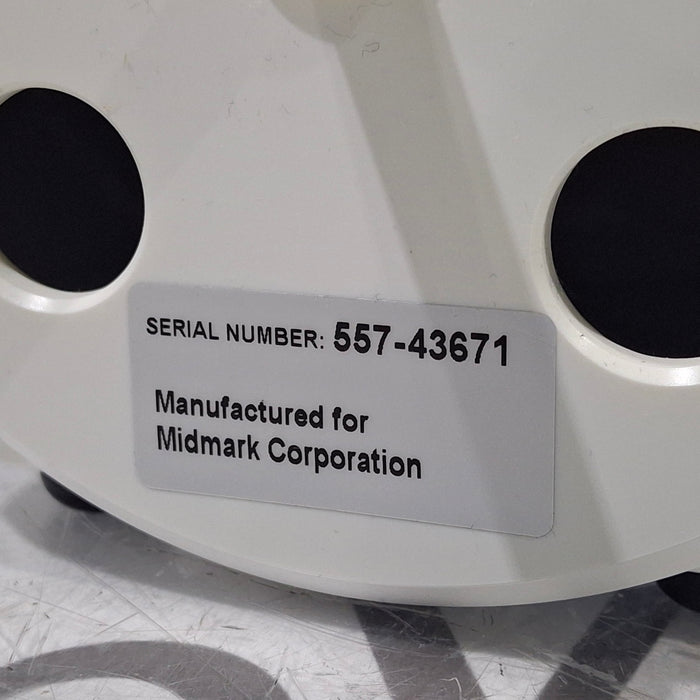 SERIAL NUMBER: 557-43671
Manufactured for
Midmark Corporation